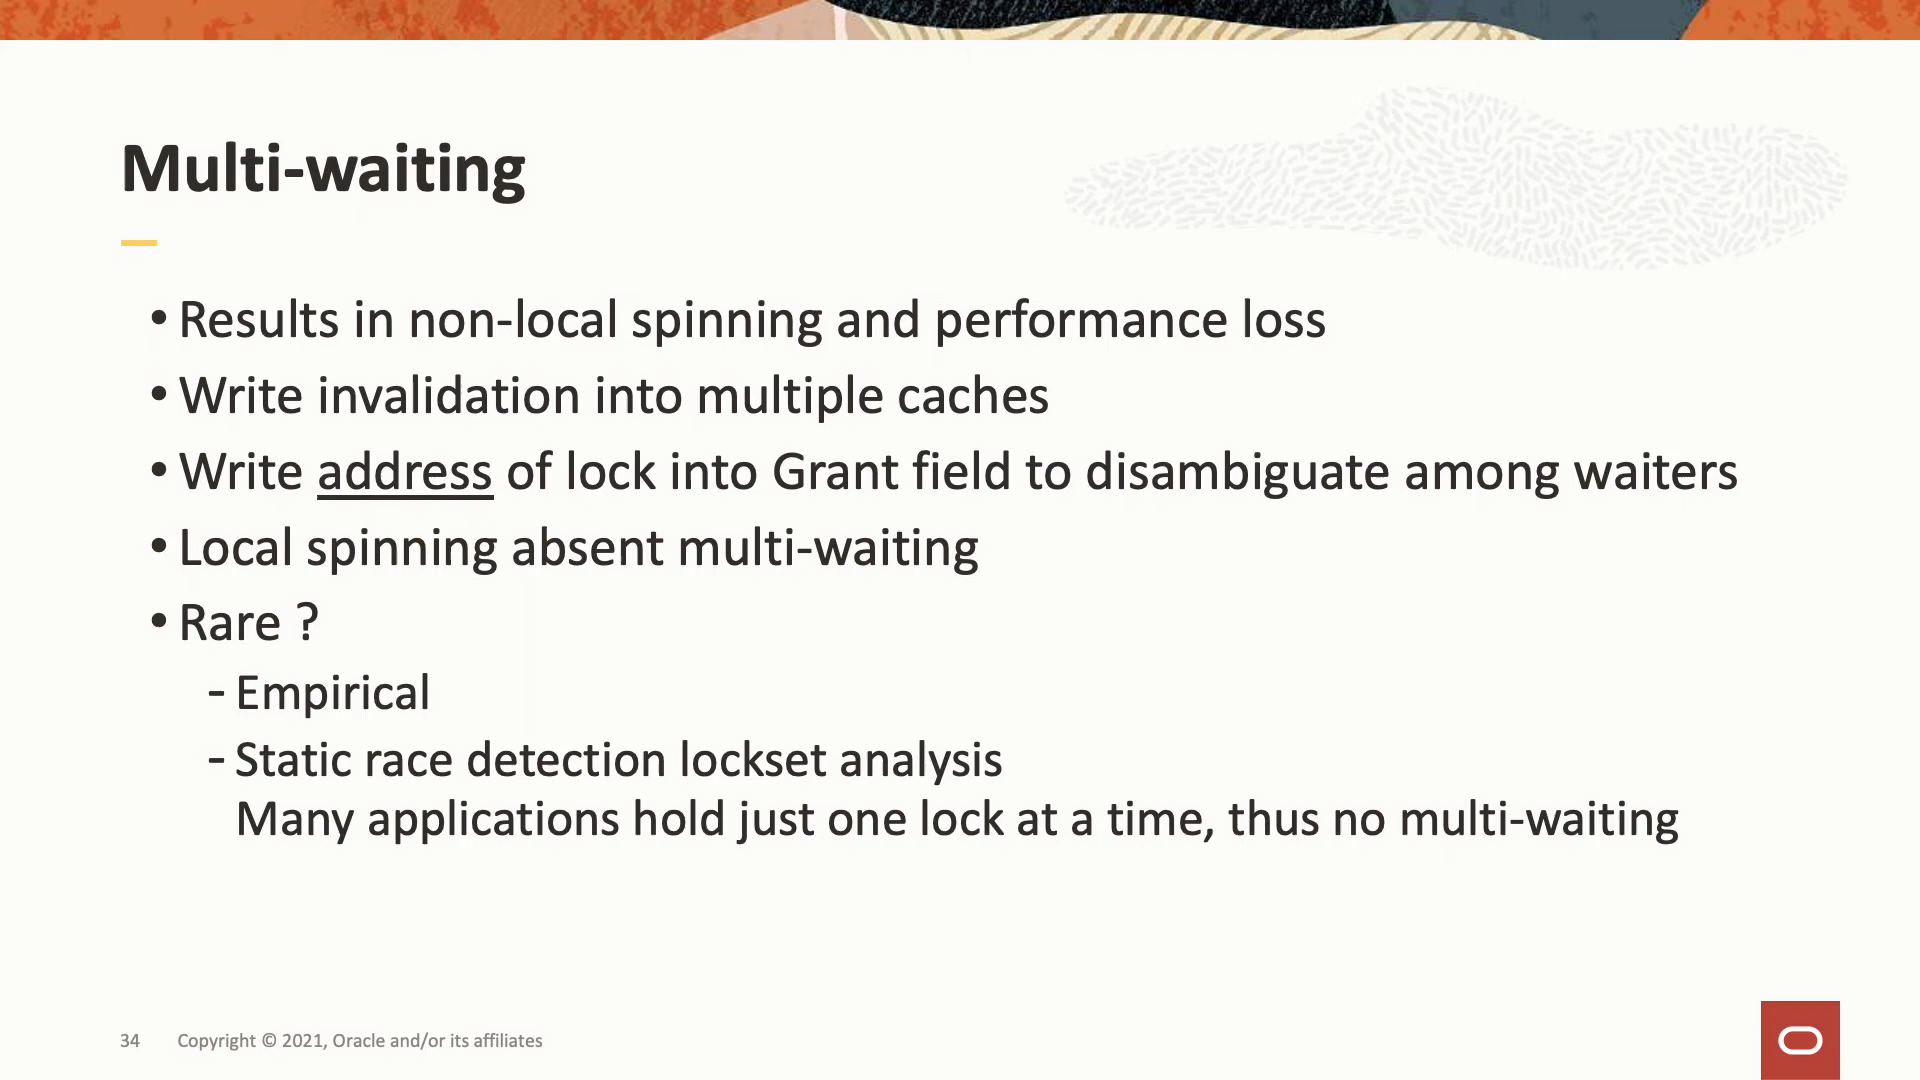 Multi-waiting
• Results in non-local spinning and performance loss
• Write invalidation into multiple caches
• Write address of lock into Grant field to disambiguate among waiters
• Local spinning absent multi-waiting
• Rare ?
- Empirical
- Static race detection lockset analysis
Many applications hold just one lock at a time, thus no multi-waiting
34 Copyright © 2021, Oracle and/or its affiliates